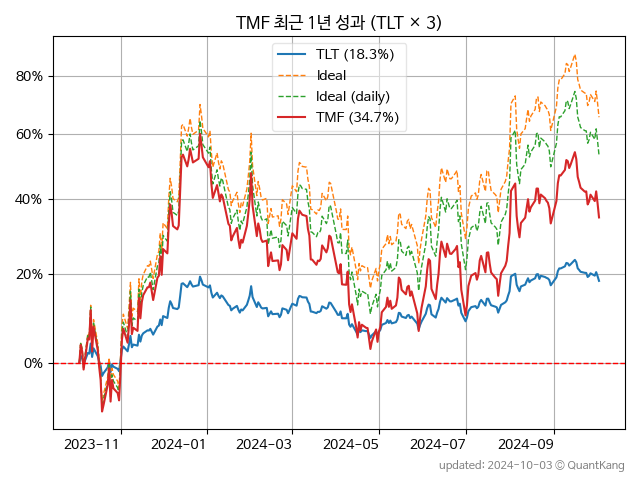 TMF 최근 1년 성과 (TLT × 3)
TLT (18.3%)
Ideal
Ideal (daily)
TMF (34.7%)
80%
60%
40%
20%
0%
2023-11
2024-01
2024-03
2024-05
2024-07
2024-09
updated: 2024-10-03 © QuantKang